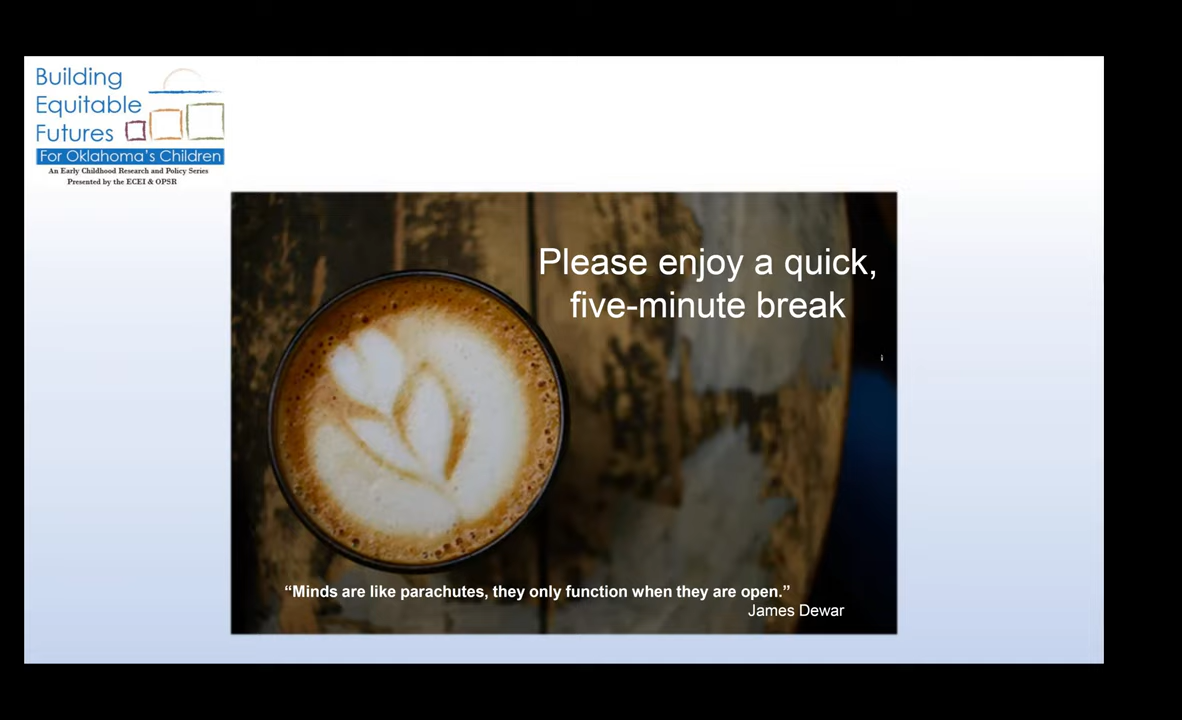 Building
Equitable
Futures
For Oklahoma's Children
An Early Childhood Research and Policy Series
Presented by the ECEI & OPSR
Please enjoy a quick,
five-minute break
“Minds are like parachutes, they only function when they are open.”
James Dewar